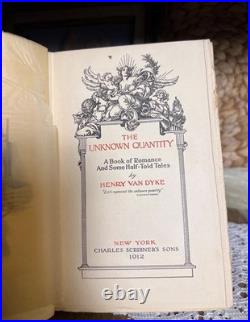 THE
UNKNOWN QUANTITY
A Book of Romance
And Some Half-Told Tales
by
HENRY VAN DYKE
NEW YORK
CHARLES SCRIBNER'S SONS
1912